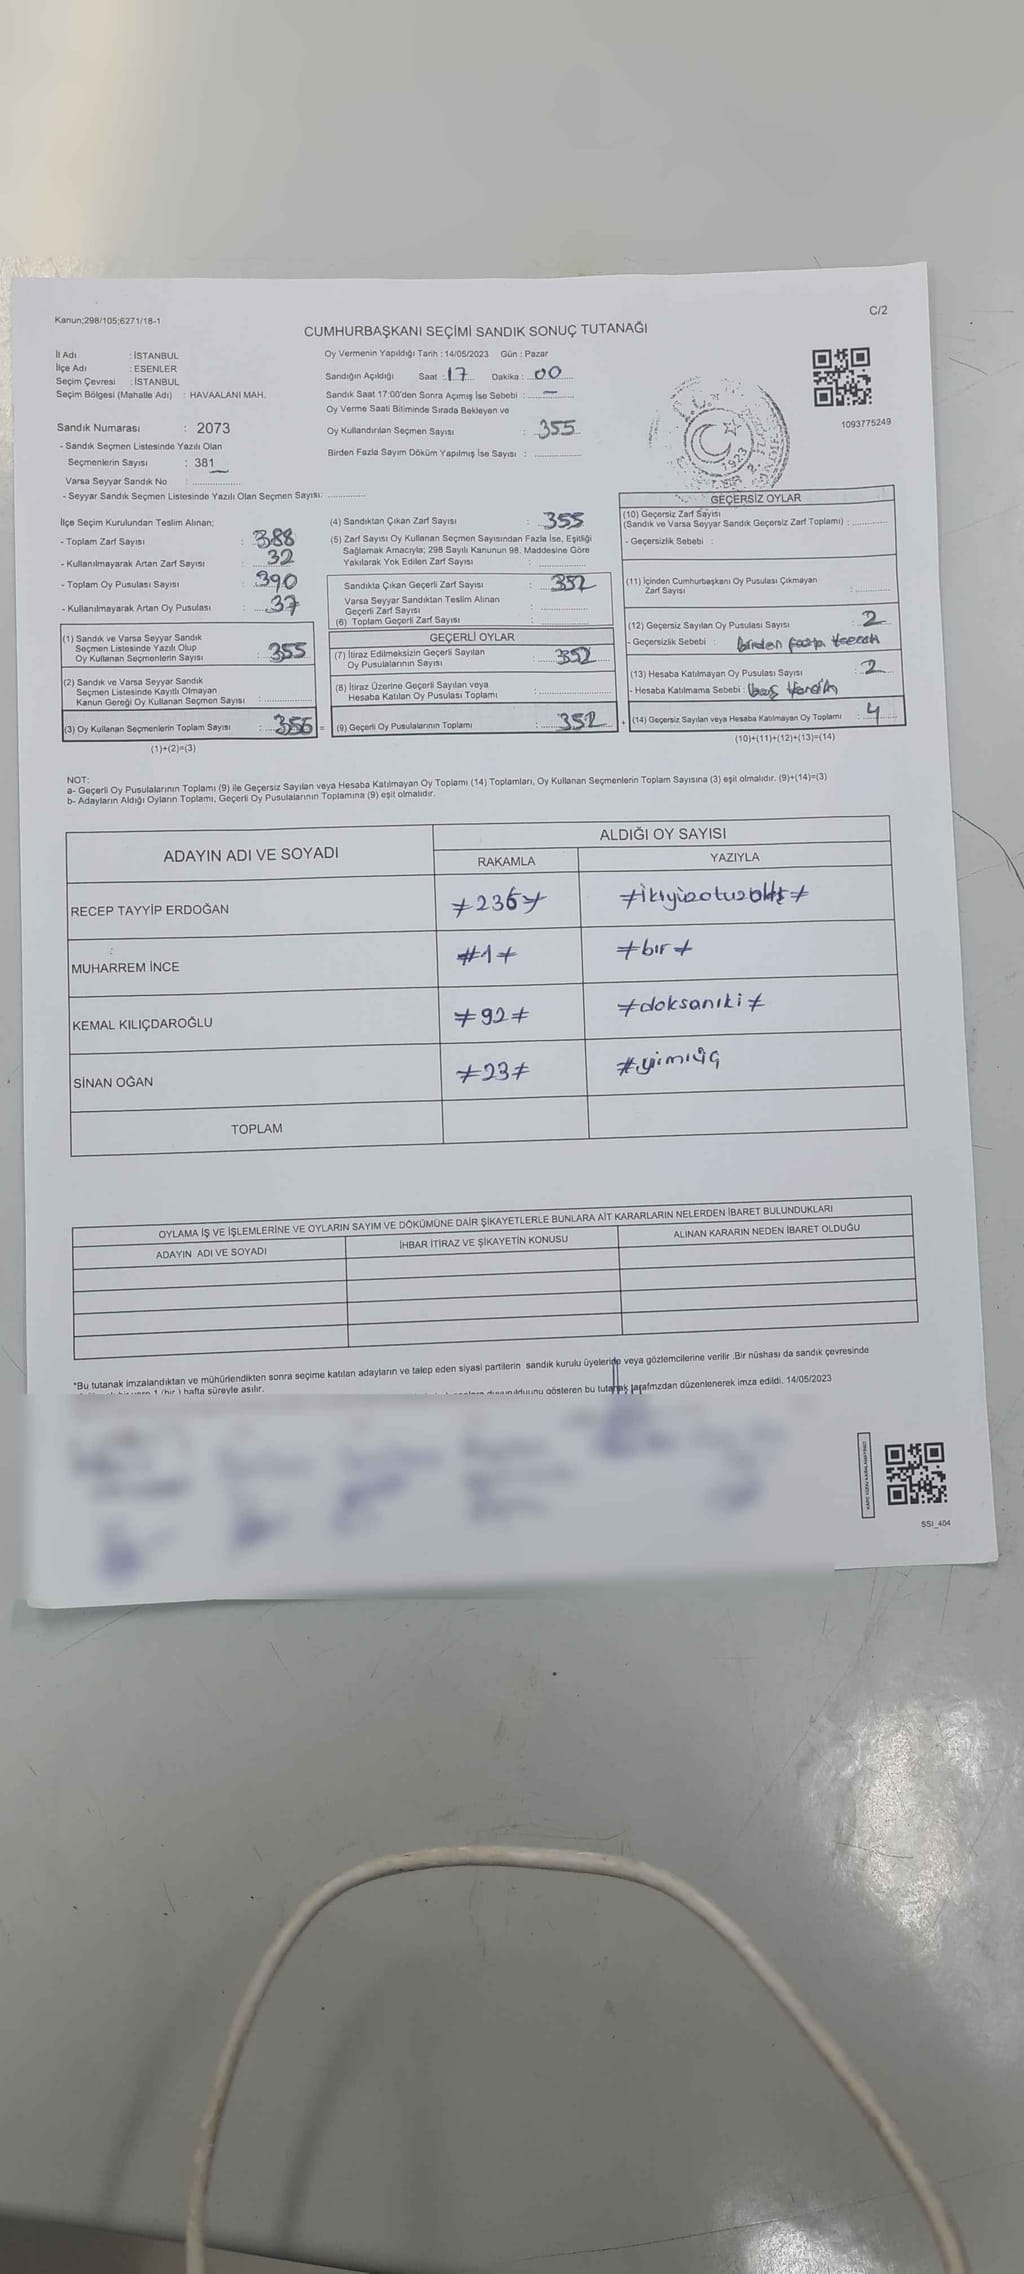 Kanun;298/105;6271/18-1
C/2
CUMHURBAŞKANI SEÇİMİ SANDIK SONUÇ TUTANAĞI
İl Adı : İSTANBUL
İlçe Adı : ESENLER
Seçim Çevresi : İSTANBUL
Seçim Bölgesi (Mahalle Adı) : HAVAALANI MAH.
Sandık Numarası : 2073
- Sandık Seçmen Listesinde Yazılı Olan
Seçmenlerin Sayısı : 381
Varsa Seyyar Sandık No :
- Seyyar Sandık Seçmen Listesinde Yazılı Olan Seçmen Sayısı:
Oy Vermenin Yapıldığı Tarih : 14/05/2023 Gün : Pazar
Sandığın Açıldığı Saat : 17 Dakika : 00
Sandık Saat 17:00'den Sonra Açımış İse Sebebi : —
Oy Verme Saati Bitiminde Sırada Bekleyen ve
Oy Kullandırılan Seçmen Sayısı : 355
Birden Fazla Sayım Döküm Yapılmış İse Sayısı :
1093775249
1923
İlçe Seçim Kurulundan Teslim Alınan;
- Toplam Zarf Sayısı : 388
- Kullanılmayarak Artan Zarf Sayısı : 32
- Toplam Oy Pusulası Sayısı : 390
- Kullanılmayarak Artan Oy Pusulası : 37
(1) Sandık ve Varsa Seyyar Sandık
Seçmen Listesinde Yazılı Olup
Oy Kullanan Seçmenlerin Sayısı : 355
(2) Sandık ve Varsa Seyyar Sandık
Seçmen Listesinde Kayıtlı Olmayan
Kanun Gereği Oy Kullanan Seçmen Sayısı :
(3) Oy Kullanan Seçmenlerin Toplam Sayısı : 356 =
(1)+(2)=(3)
(4) Sandıktan Çıkan Zarf Sayısı : 355
(5) Zarf Sayısı Oy Kullanan Seçmen Sayısından Fazla İse, Eşitliği
Sağlamak Amacıyla; 298 Sayılı Kanunun 98. Maddesine Göre
Yakılarak Yok Edilen Zarf Sayısı :
Sandıkta Çıkan Geçerli Zarf Sayısı : 352
Varsa Seyyar Sandıktan Teslim Alınan
Geçerli Zarf Sayısı :
(6) Toplam Geçerli Zarf Sayısı :
GEÇERLİ OYLAR
(7) İtiraz Edilmeksizin Geçerli Sayılan
Oy Pusulalarının Sayısı : 352
(8) İtiraz Üzerine Geçerli Sayılan veya
Hesaba Katılan Oy Pusulası Toplamı :
(9) Geçerli Oy Pusulalarının Toplamı : 352 +
GEÇERSİZ OYLAR
(10) Geçersiz Zarf Sayısı
(Sandık ve Varsa Seyyar Sandık Geçersiz Zarf Toplamı) :
- Geçersizlik Sebebi :
(11) İçinden Cumhurbaşkanı Oy Pusulası Çıkmayan
Zarf Sayısı :
(12) Geçersiz Sayılan Oy Pusulası Sayısı : 2
- Geçersizlik Sebebi : birden fazla
(13) Hesaba Katılmayan Oy Pusulası Sayısı : 2
- Hesaba Katılmama Sebebi : boş
(14) Geçersiz Sayılan veya Hesaba Katılmayan Oy Toplamı : 4
(10)+(11)+(12)+(13)=(14)
NOT:
a- Geçerli Oy Pusulalarının Toplamı (9) ile Geçersiz Sayılan veya Hesaba Katılmayan Oy Toplamı (14) Toplamları, Oy Kullanan Seçmenlerin Toplam Sayısına (3) eşit olmalıdır. (9)+(14)=(3)
b- Adayların Aldığı Oyların Toplamı, Geçerli Oy Pusulalarının Toplamına (9) eşit olmalıdır.
ADAYIN ADI VE SOYADI ALDIĞI OY SAYISI
RAKAMLA YAZIYLA
RECEP TAYYİP ERDOĞAN ≠236≠ ≠ikiyüzotuzaltı≠
MUHARREM İNCE #1≠ ≠bir≠
KEMAL KILIÇDAROĞLU ≠92≠ ≠doksaniki≠
SİNAN OĞAN ≠23≠ ≠yimiüç
TOPLAM
OYLAMA İŞ VE İŞLEMLERİNE VE OYLARIN SAYIM VE DÖKÜMÜNE DAİR ŞİKAYETLERLE BUNLARA AİT KARARLARIN NELERDEN İBARET BULUNDUKLARI
ADAYIN ADI VE SOYADI İHBAR İTİRAZ VE ŞİKAYETİN KONUSU ALINAN KARARIN NEDEN İBARET OLDUĞU
*Bu tutanak imzalandıktan ve mühürlendikten sonra seçime katılan adayların ve talep eden siyasi partilerin sandık kurulu üyelerine veya gözlemcilerine verilir .Bir nüshası da sandık çevresinde
1 (bir ) hafta süreyle asılır.
duyurulduğunu gösteren bu tutanak tarafımzdan düzenlenerek imza edildi. 14/05/2023
SSI_404